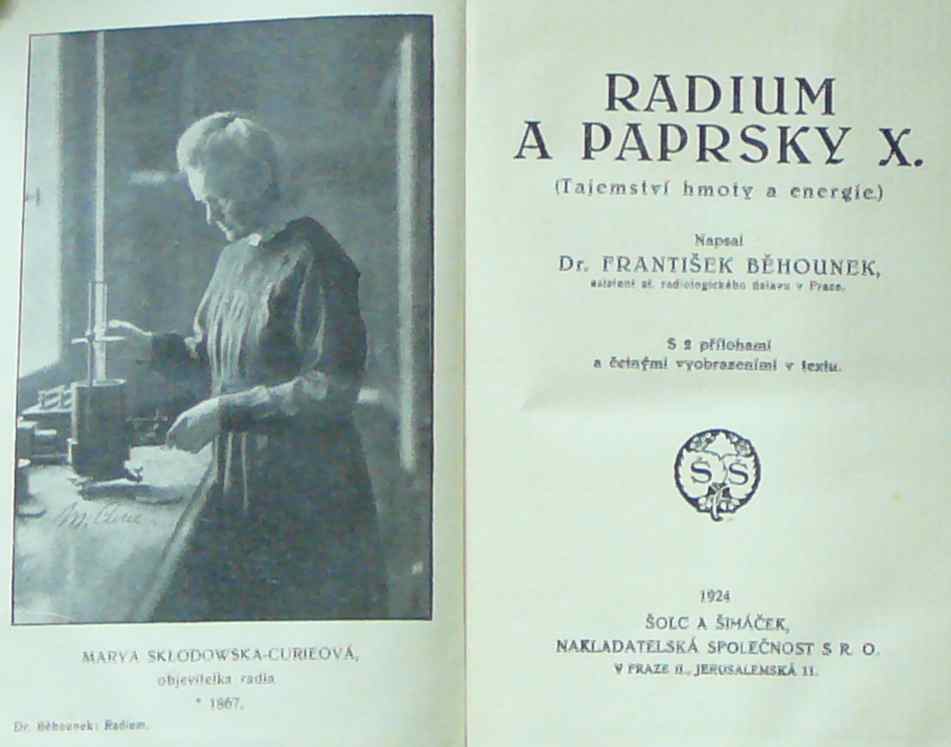 M. Curie
MARYA SKŁODOWSKA-CURIEOVÁ,
objevitelka radia
* 1867.
Dr. Běhounek: Radium.
RADIUM
A PAPRSKY X.
(Tajemství hmoty a energie.)
Napsal
Dr. FRANTIŠEK BĚHOUNEK,
asistent st. radiologického ústavu v Praze.
S 2 přílohami
a četnými vyobrazeními v textu.
Š Š
1924
ŠOLC A ŠIMÁČEK,
NAKLADATELSKÁ SPOLEČNOST S R. O.
V PRAZE II., JERUSALEMSKÁ 11.